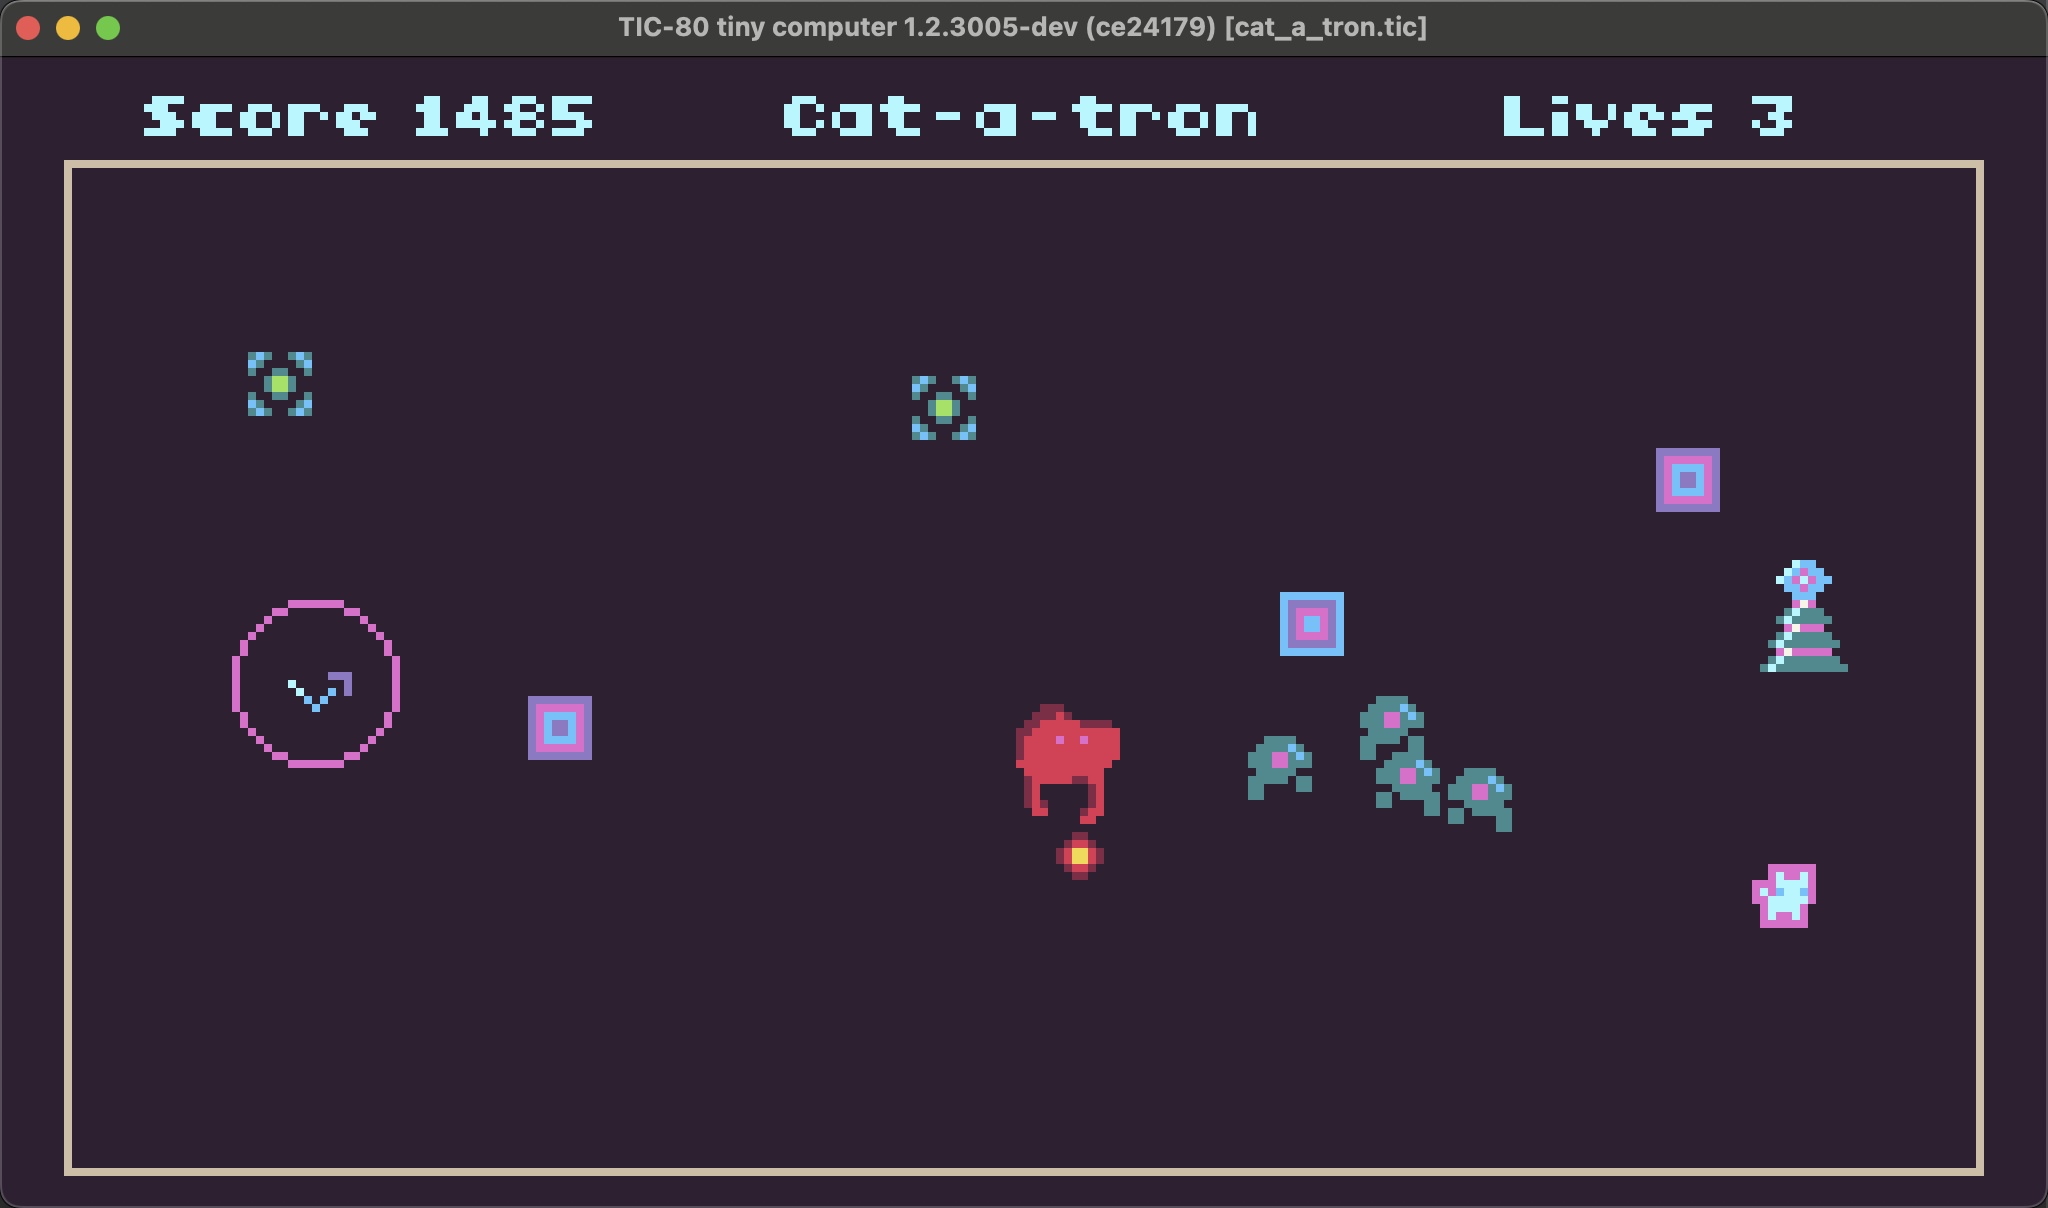 TIC-80 tiny computer 1.2.3005-dev (ce24179) [cat_a_tron.tic]
Score 1485 Cat-a-tron Lives 3